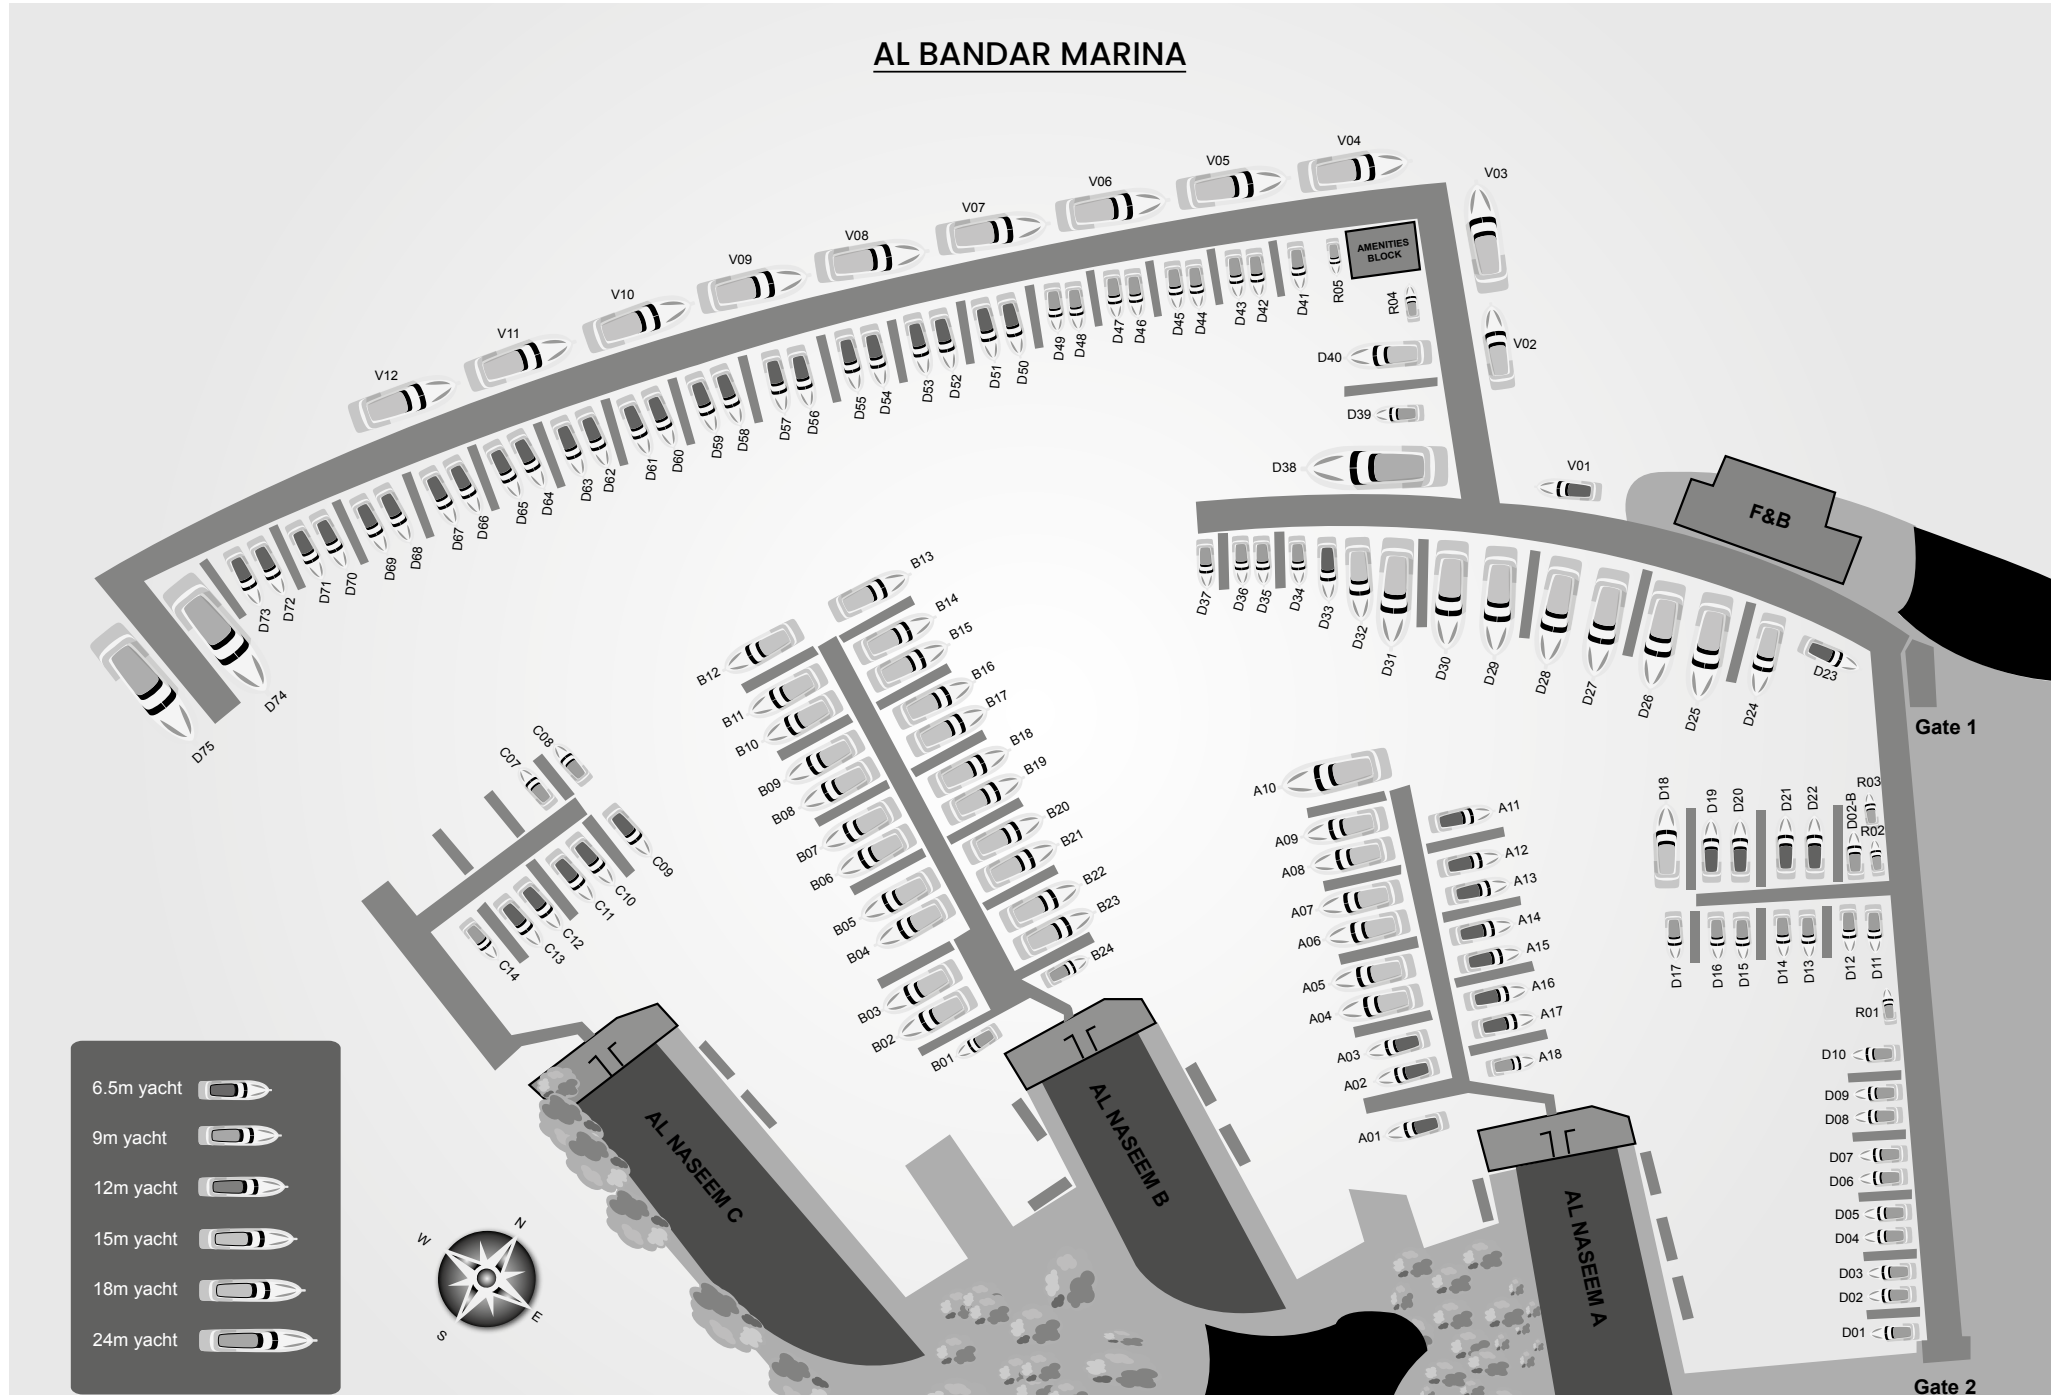 AL BANDAR MARINA
V04
V05
V03
V06
V07
V08
V09
V10
V11
V12
V02
V01
AMENITIES
BLOCK
R05
R04
D41
D42
D43
D44
D45
D46
D47
D48
D49
D50
D51
D52
D53
D54
D55
D56
D57
D58
D59
D60
D61
D62
D63
D64
D65
D66
D67
D68
D69
D70
D71
D72
D73
D74
D75
D40
D39
D38
F&B
D37
D36
D35
D34
D33
D32
D31
D30
D29
D28
D27
D26
D25
D24
D23
Gate 1
B13
B14
B15
B16
B17
B18
B19
B20
B21
B22
B23
B24
B12
B11
B10
B09
B08
B07
B06
B05
B04
B03
B02
B01
C08
C07
C09
C10
C11
C12
C13
C14
A10
A09
A08
A07
A06
A05
A04
A03
A02
A01
A11
A12
A13
A14
A15
A16
A17
A18
D18
D19
D20
D21
D22
D02-B
R03
R02
D17
D16
D15
D14
D13
D12
D11
R01
D10
D09
D08
D07
D06
D05
D04
D03
D02
D01
Gate 2
AL NASEEM C
AL NASEEM B
AL NASEEM A
6.5m yacht
9m yacht
12m yacht
15m yacht
18m yacht
24m yacht
N
W
E
S